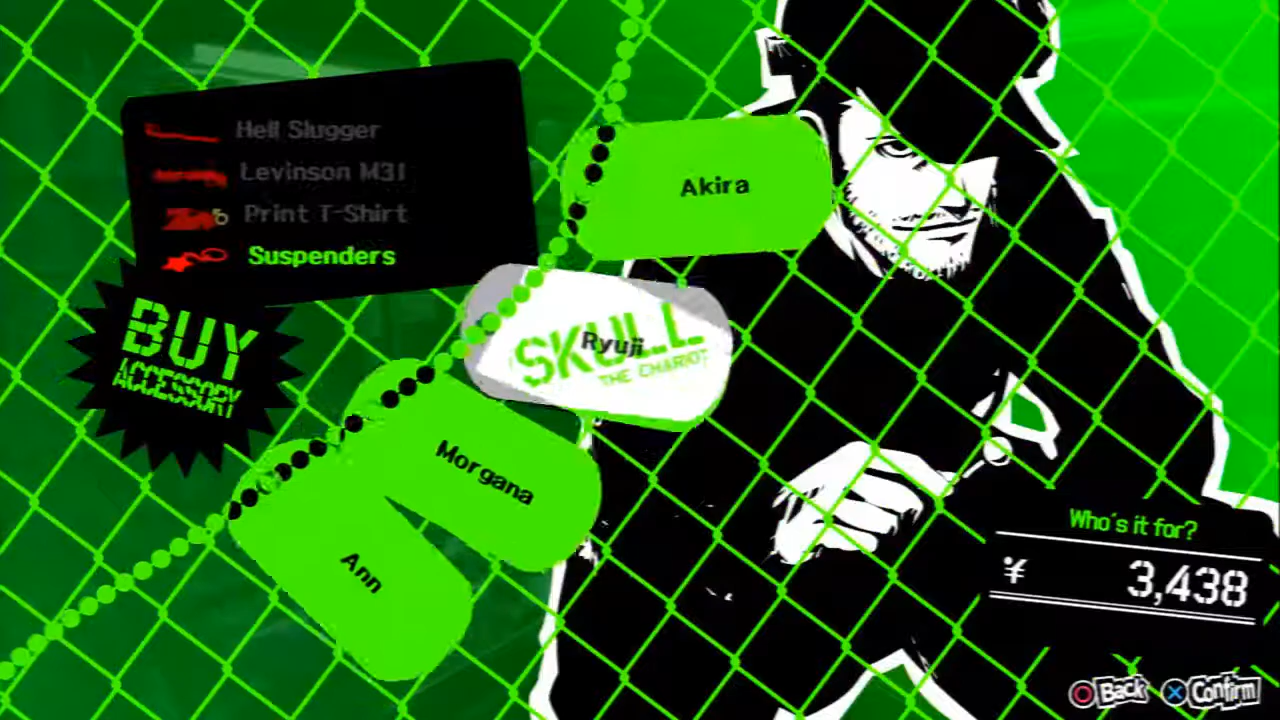 Hell Slugger
Levinson M31
Print T-Shirt
Suspenders
BUY
ACCESSORY
Akira
SKULL
Ryuji
THE CHARIOT
Morgana
Ann
Who's it for?
¥ 3,438
Back Confirm